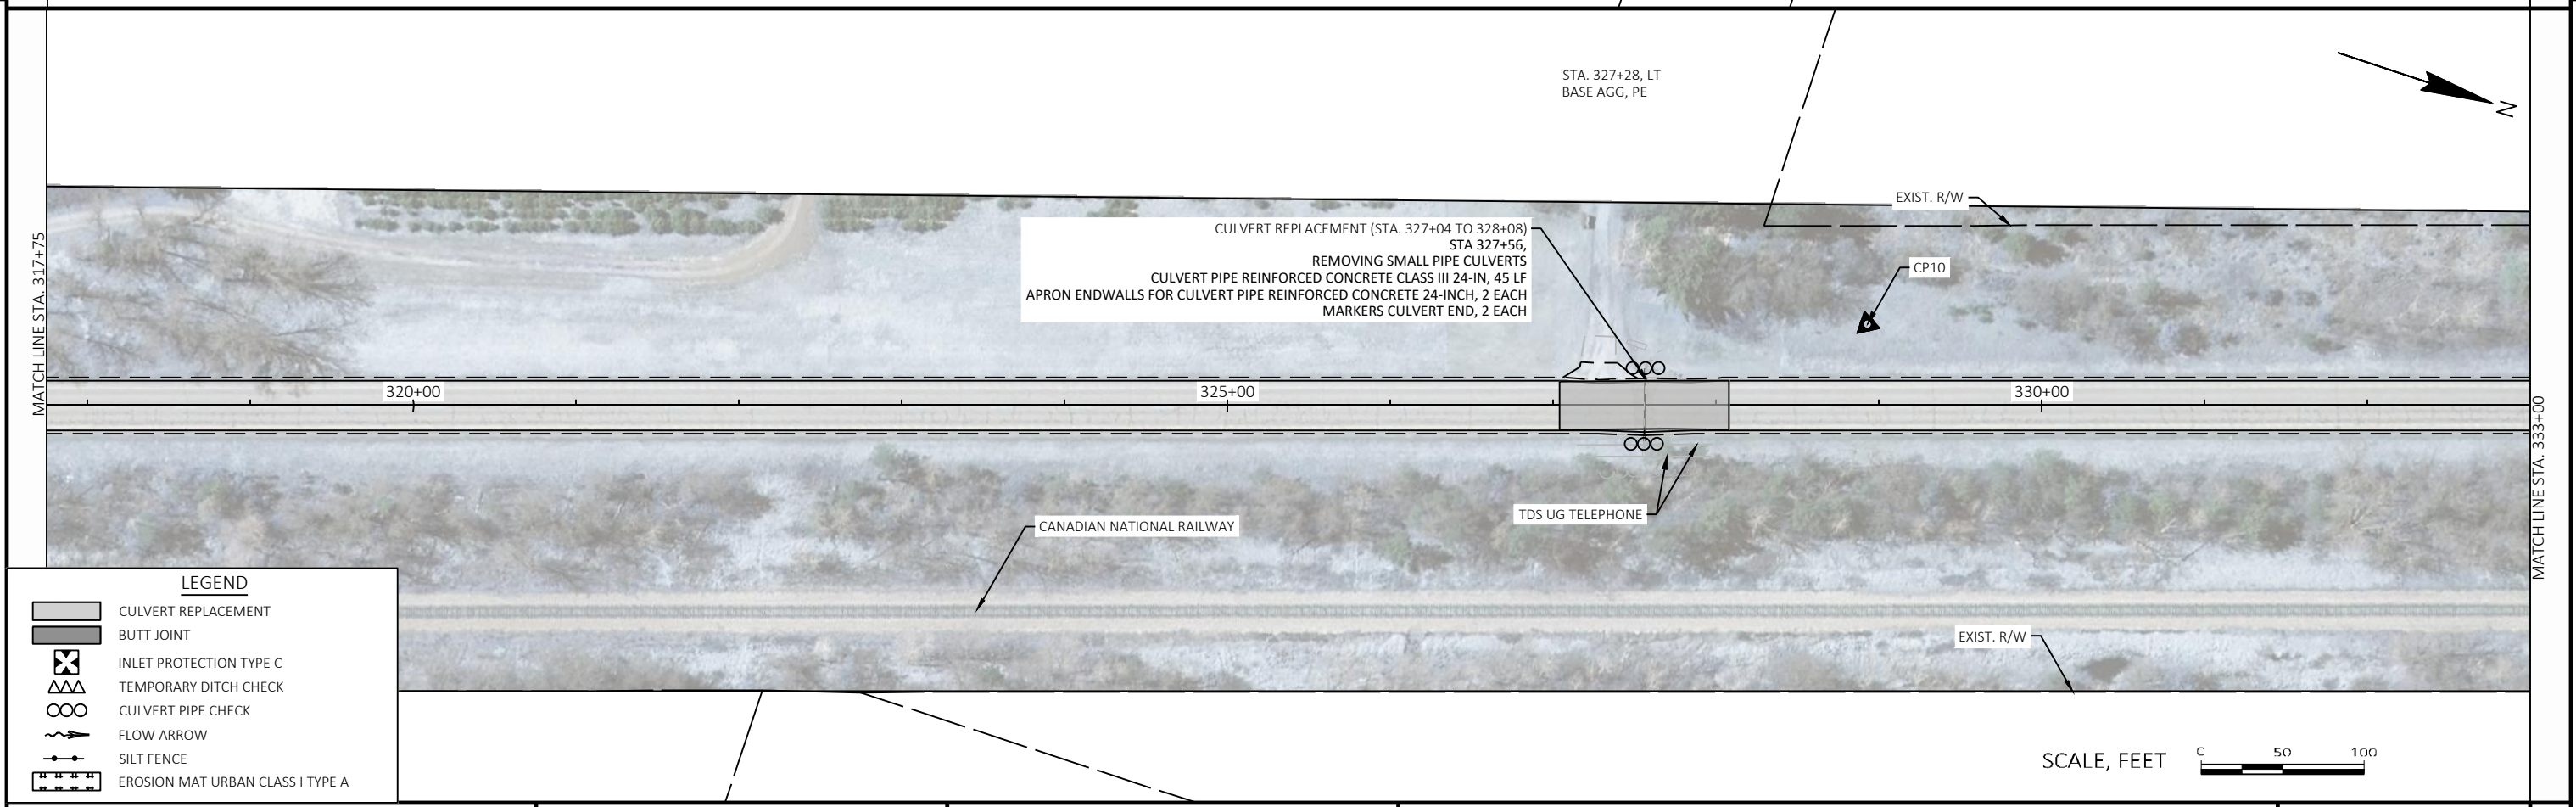 STA. 327+28, LT
BASE AGG, PE
N
EXIST. R/W
CULVERT REPLACEMENT (STA. 327+04 TO 328+08)
STA 327+56,
REMOVING SMALL PIPE CULVERTS
CULVERT PIPE REINFORCED CONCRETE CLASS III 24-IN, 45 LF
APRON ENDWALLS FOR CULVERT PIPE REINFORCED CONCRETE 24-INCH, 2 EACH
MARKERS CULVERT END, 2 EACH
CP10
MATCH LINE STA. 317+75
320+00
325+00
330+00
MATCH LINE STA. 333+00
TDS UG TELEPHONE
CANADIAN NATIONAL RAILWAY
EXIST. R/W
LEGEND
CULVERT REPLACEMENT
BUTT JOINT
INLET PROTECTION TYPE C
TEMPORARY DITCH CHECK
CULVERT PIPE CHECK
FLOW ARROW
SILT FENCE
EROSION MAT URBAN CLASS I TYPE A
SCALE, FEET
0 50 100